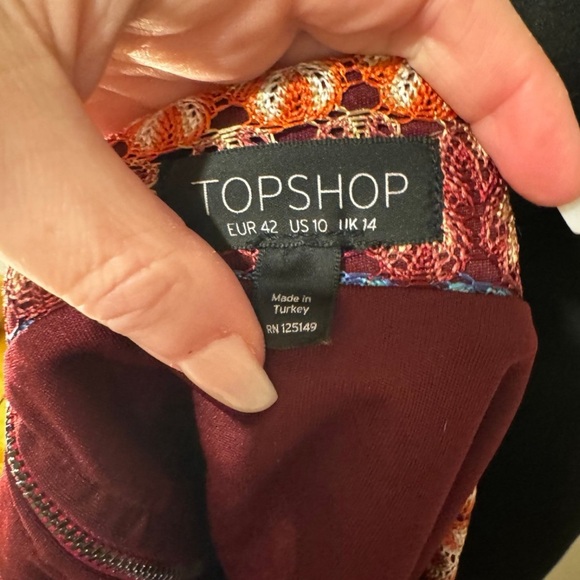 TOPSHOP
EUR 42 US 10 UK 14
Made in
Turkey
RN 125149